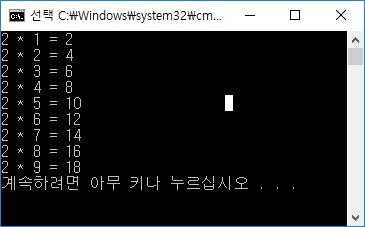 선택 C:₩Windows₩system32₩cm...
2 * 1 = 2
2 * 2 = 4
2 * 3 = 6
2 * 4 = 8
2 * 5 = 10
2 * 6 = 12
2 * 7 = 14
2 * 8 = 16
2 * 9 = 18
계속하려면 아무 키나 누르십시오 . . .